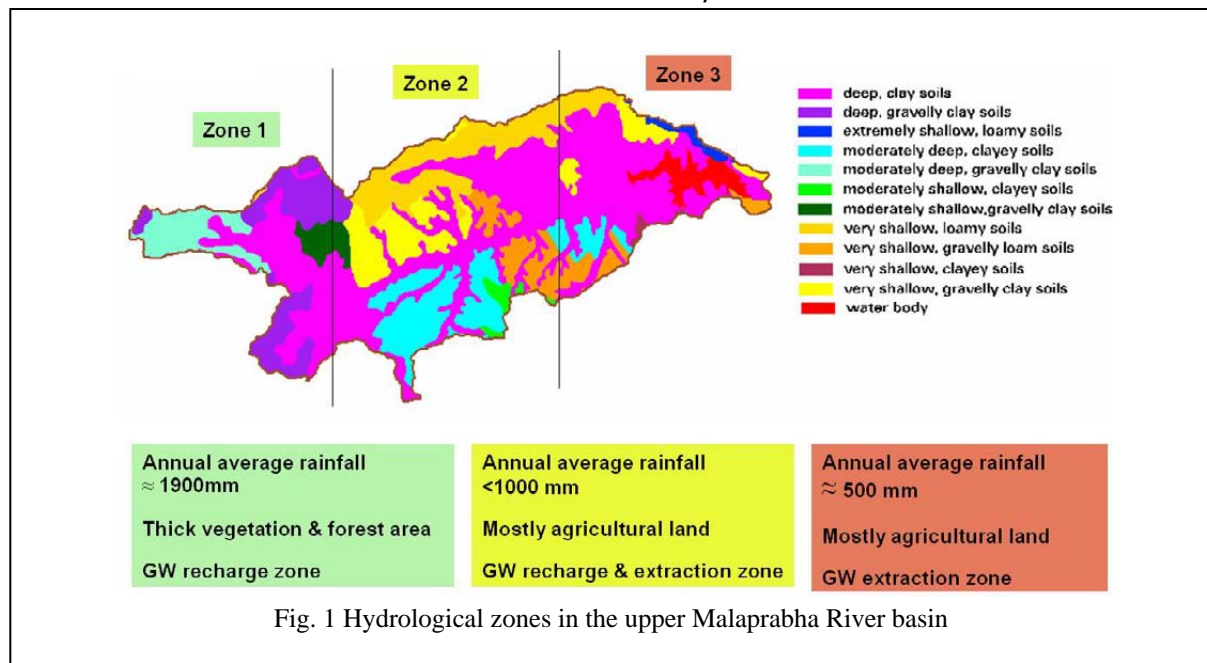 Zone 1
Zone 2
Zone 3
deep, clay soils
deep, gravelly clay soils
extremely shallow, loamy soils
moderately deep, clayey soils
moderately deep, gravelly clay soils
moderately shallow, clayey soils
moderately shallow,gravelly clay soils
very shallow, loamy soils
very shallow, gravelly loam soils
very shallow, clayey soils
very shallow, gravelly clay soils
water body
Annual average rainfall
≈ 1900mm
Thick vegetation & forest area
GW recharge zone
Annual average rainfall
<1000 mm
Mostly agricultural land
GW recharge & extraction zone
Annual average rainfall
≈ 500 mm
Mostly agricultural land
GW extraction zone
Fig. 1 Hydrological zones in the upper Malaprabha River basin